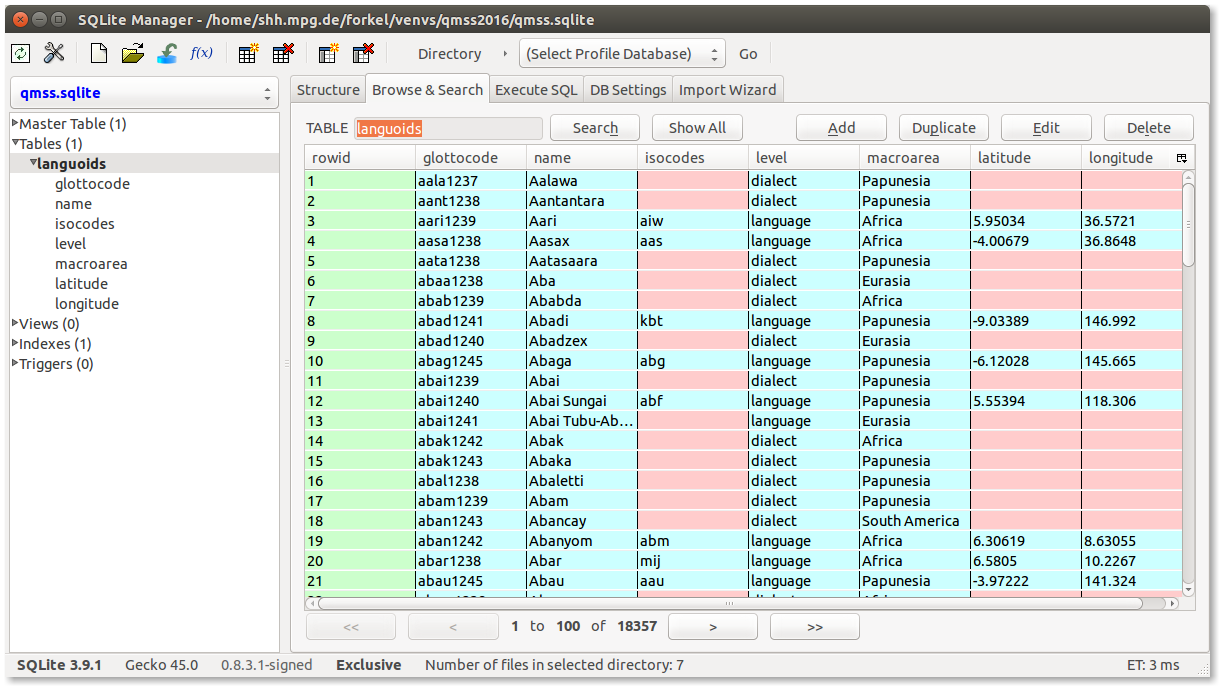 SQLite Manager - /home/shh.mpg.de/forkel/venvs/qmss2016/qmss.sqlite
f(x) Directory (Select Profile Database) Go
qmss.sqlite
Master Table (1)
Tables (1)
languoids
glottocode
name
isocodes
level
macroarea
latitude
longitude
Views (0)
Indexes (1)
Triggers (0)
Structure Browse & Search Execute SQL DB Settings Import Wizard
TABLE languoids Search Show All Add Duplicate Edit Delete
rowid glottocode name isocodes level macroarea latitude longitude
1 aala1237 Aalawa dialect Papunesia
2 aant1238 Aantantara dialect Papunesia
3 aari1239 Aari aiw language Africa 5.95034 36.5721
4 aasa1238 Aasax aas language Africa -4.00679 36.8648
5 aata1238 Aatasaara dialect Papunesia
6 abaa1238 Aba dialect Eurasia
7 abab1239 Ababda dialect Africa
8 abad1241 Abadi kbt language Papunesia -9.03389 146.992
9 abad1240 Abadzex dialect Eurasia
10 abag1245 Abaga abg language Papunesia -6.12028 145.665
11 abai1239 Abai dialect Papunesia
12 abai1240 Abai Sungai abf language Papunesia 5.55394 118.306
13 abai1241 Abai Tubu-Ab... language Eurasia
14 abak1242 Abak dialect Africa
15 abak1243 Abaka dialect Papunesia
16 abal1238 Abaletti dialect Papunesia
17 abam1239 Abam dialect Papunesia
18 aban1243 Abancay dialect South America
19 aban1242 Abanyom abm language Africa 6.30619 8.63055
20 abar1238 Abar mij language Africa 6.5805 10.2267
21 abau1245 Abau aau language Papunesia -3.97222 141.324
<< < 1 to 100 of 18357 > >>
SQLite 3.9.1 Gecko 45.0 0.8.3.1-signed Exclusive Number of files in selected directory: 7 ET: 3 ms